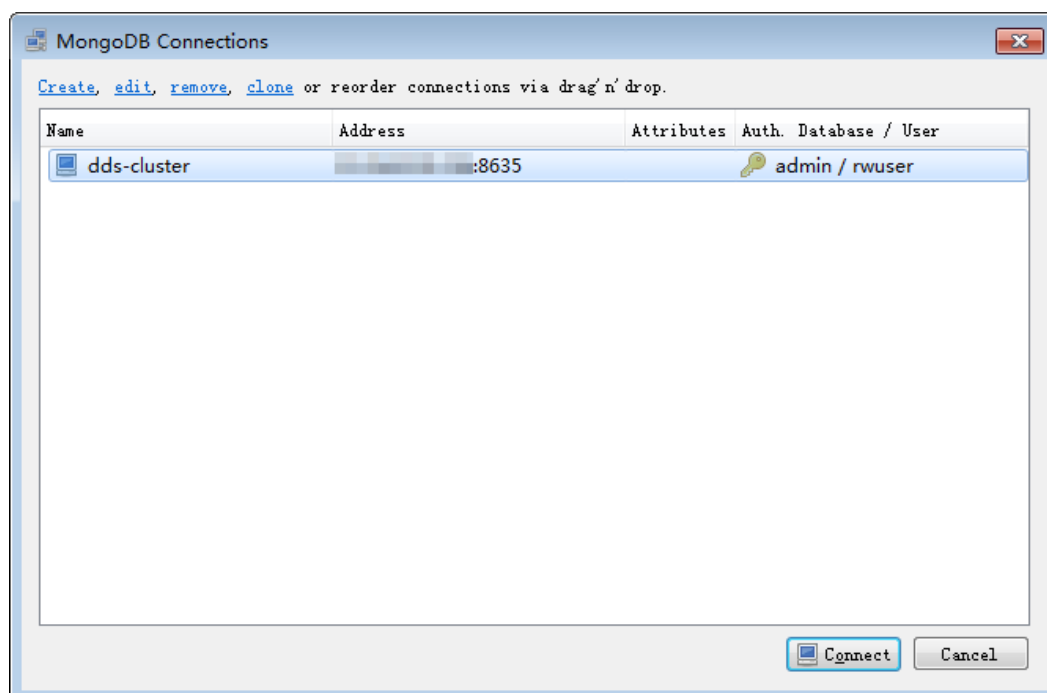 MongoDB Connections
Create, edit, remove, clone or reorder connections via drag'n'drop.
Name Address Attributes Auth. Database / User
dds-cluster :8635 admin / rwuser
Connect Cancel